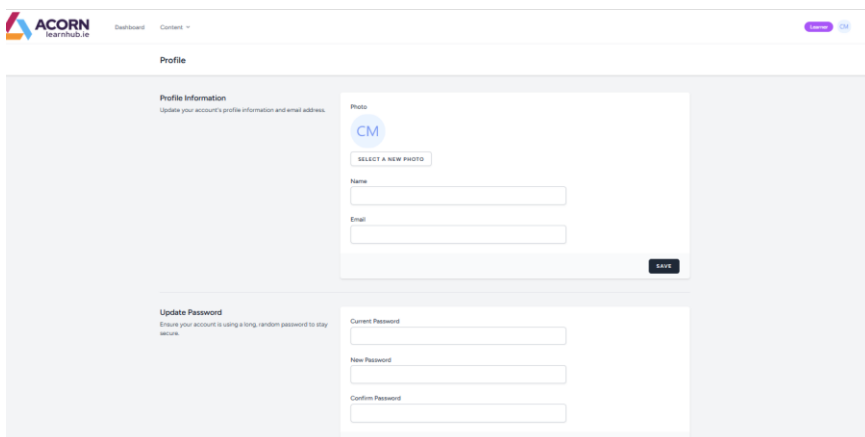 ACORN
learnhub.ie
Dashboard
Content
Learner
CM
Profile
Profile Information
Update your account's profile information and email address.
Photo
CM
SELECT A NEW PHOTO
Name
Email
SAVE
Update Password
Ensure your account is using a long, random password to stay
secure.
Current Password
New Password
Confirm Password